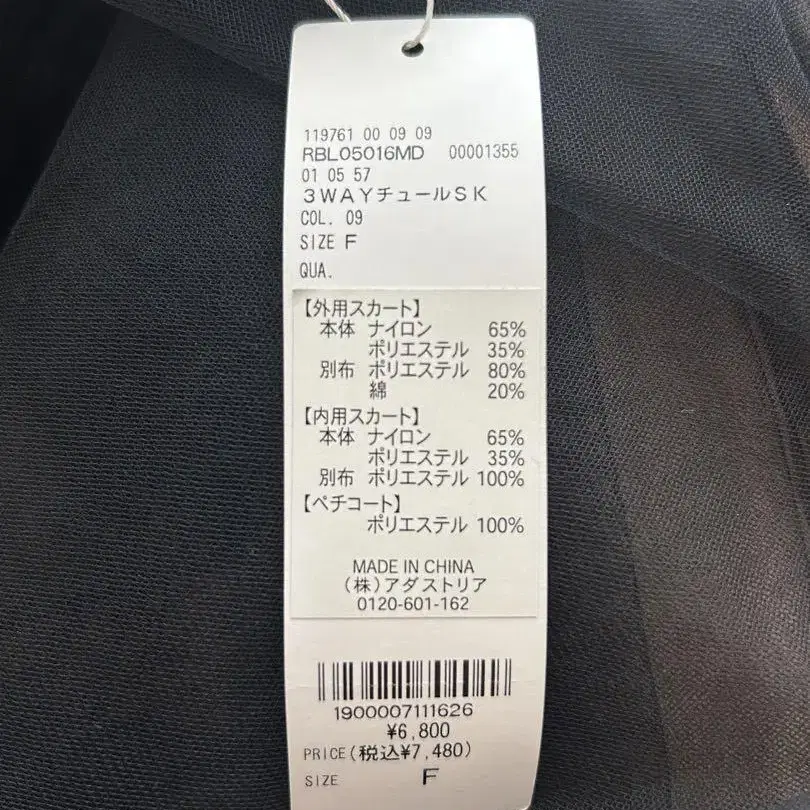 119761 00 09 09
RBL05016MD 00001355
01 05 57
3WAYチュールSK
COL. 09
SIZE F
QUA.
【外用スカート】
本体 ナイロン 65%
ポリエステル 35%
別布 ポリエステル 80%
綿 20%
【内用スカート】
本体 ナイロン 65%
ポリエステル 35%
別布 ポリエステル 100%
【ペチコート】
ポリエステル 100%
MADE IN CHINA
(株)アダストリア
0120-601-162
1900007111626
¥6,800
PRICE(税込¥7,480)
SIZE F